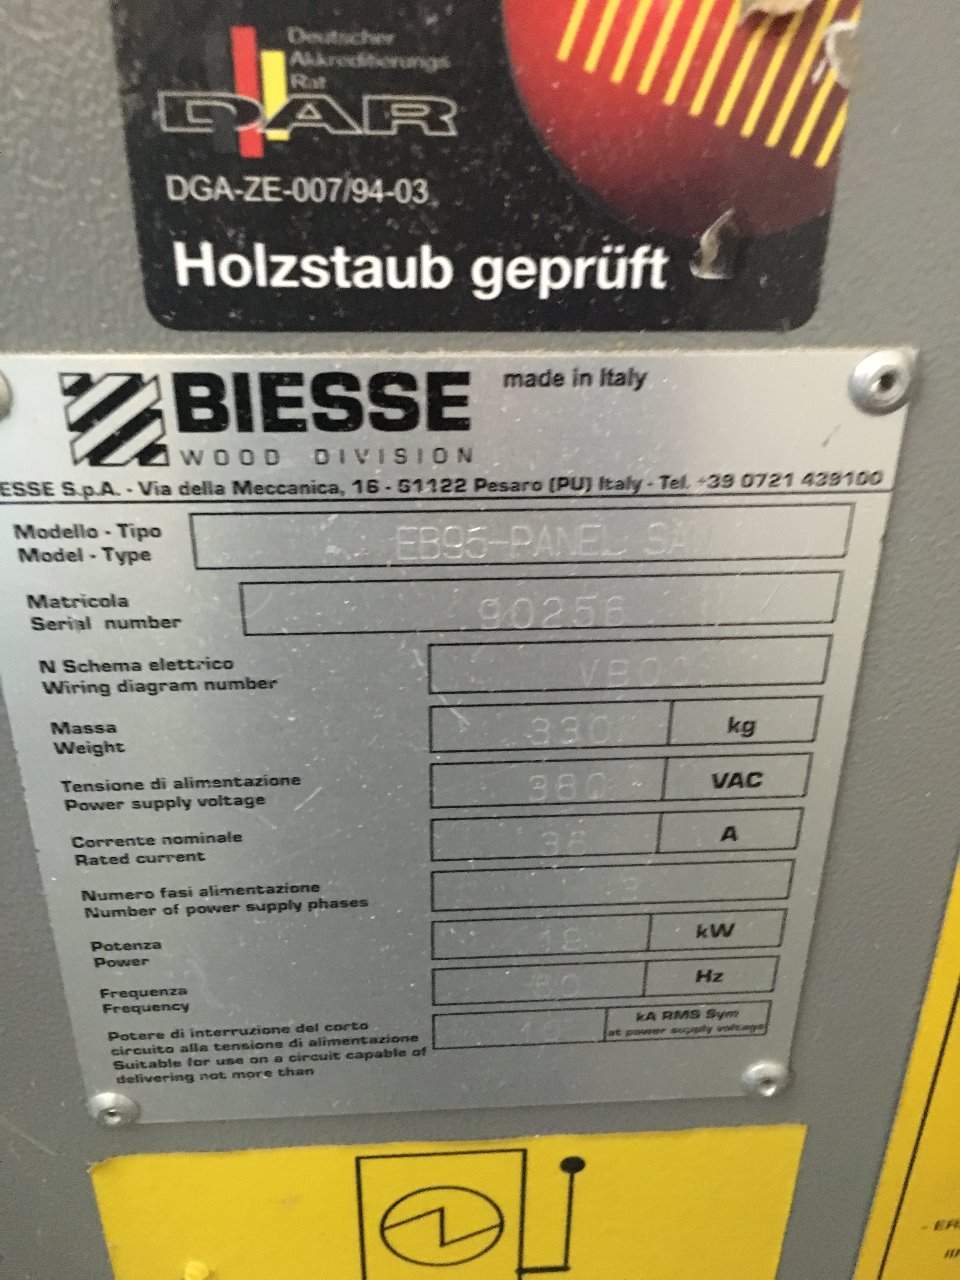 Deutscher
Akkreditierungs
Rat
DAR
DGA-ZE-007/94-03
Holzstaub geprüft
BIESSE
made in Italy
WOOD DIVISION
ESSE S.p.A. - Via della Meccanica, 16 - 61122 Pesaro (PU) Italy - Tel. +39 0721 439100
Modello - Tipo
Model - Type
EB95-PANEL SAW
Matricola
Serial number
90256
N Schema elettrico
Wiring diagram number
Massa
Weight
330
kg
Tensione di alimentazione
Power supply voltage
380
VAC
Corrente nominale
Rated current
36
A
Numero fasi alimentazione
Number of power supply phases
Potenza
Power
kW
Frequenza
Frequency
Hz
Potere di interruzione del corto
circuito alla tensione di alimentazione
Suitable for use on a circuit capable of
delivering not more than
kA RMS Sym
at power supply voltage